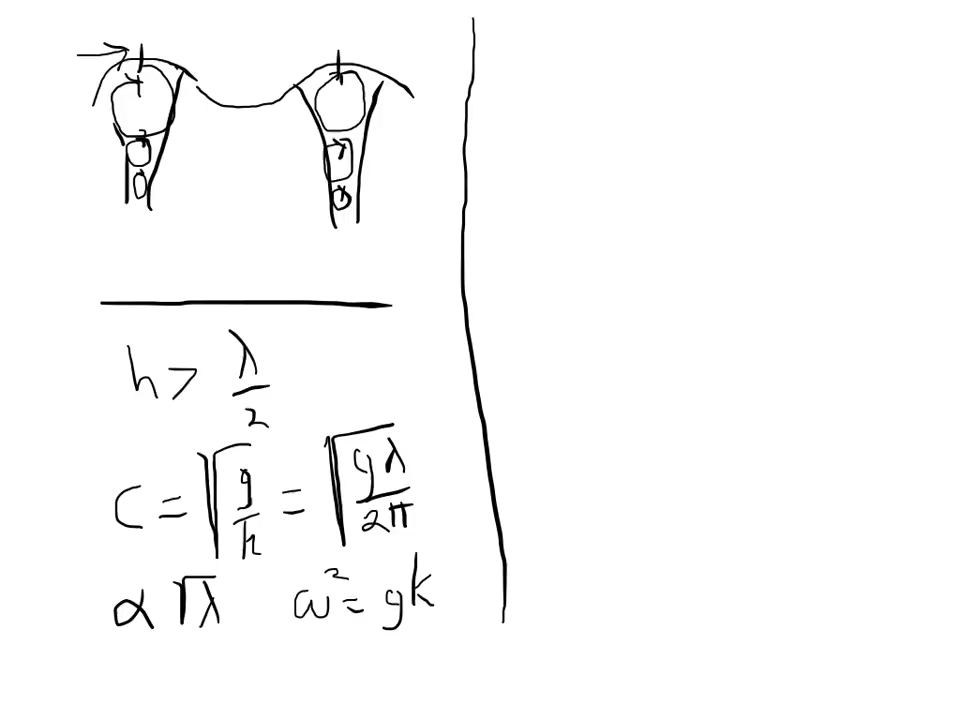 h > λ/2
c = √(g/k) = √(gλ/2π)
α √λ ω² = gk